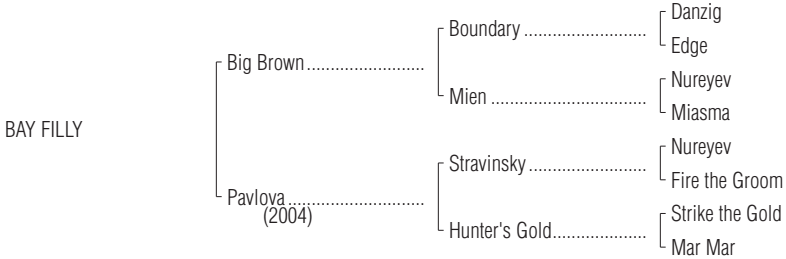 Danzig
Boundary ..........................
Edge
Big Brown.........................
Nureyev
Mien .................................
Miasma
BAY FILLY
Nureyev
Stravinsky.........................
Fire the Groom
Pavlova.............................
(2004)
Strike the Gold
Hunter's Gold....................
Mar Mar